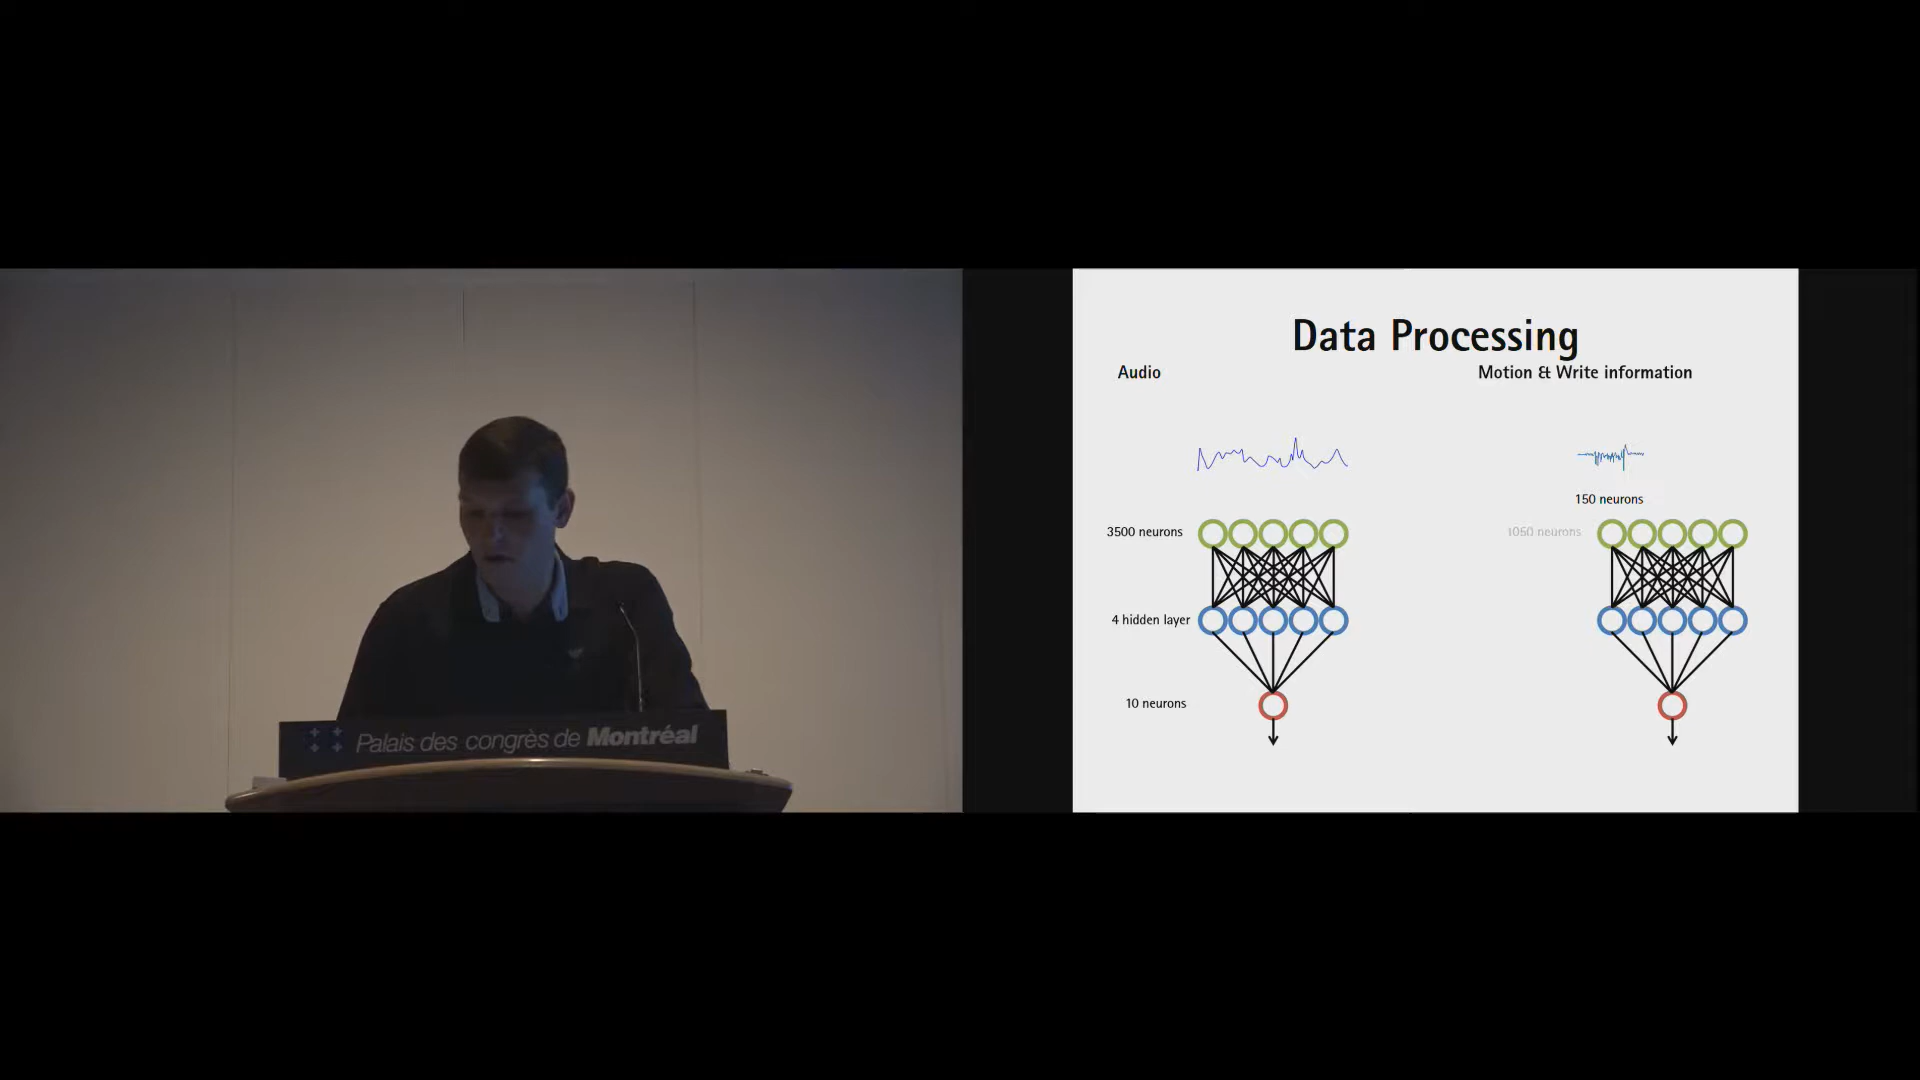 Palais des congrès de Montréal
Data Processing
Audio
Motion & Write information
150 neurons
3500 neurons
1050 neurons
4 hidden layer
10 neurons